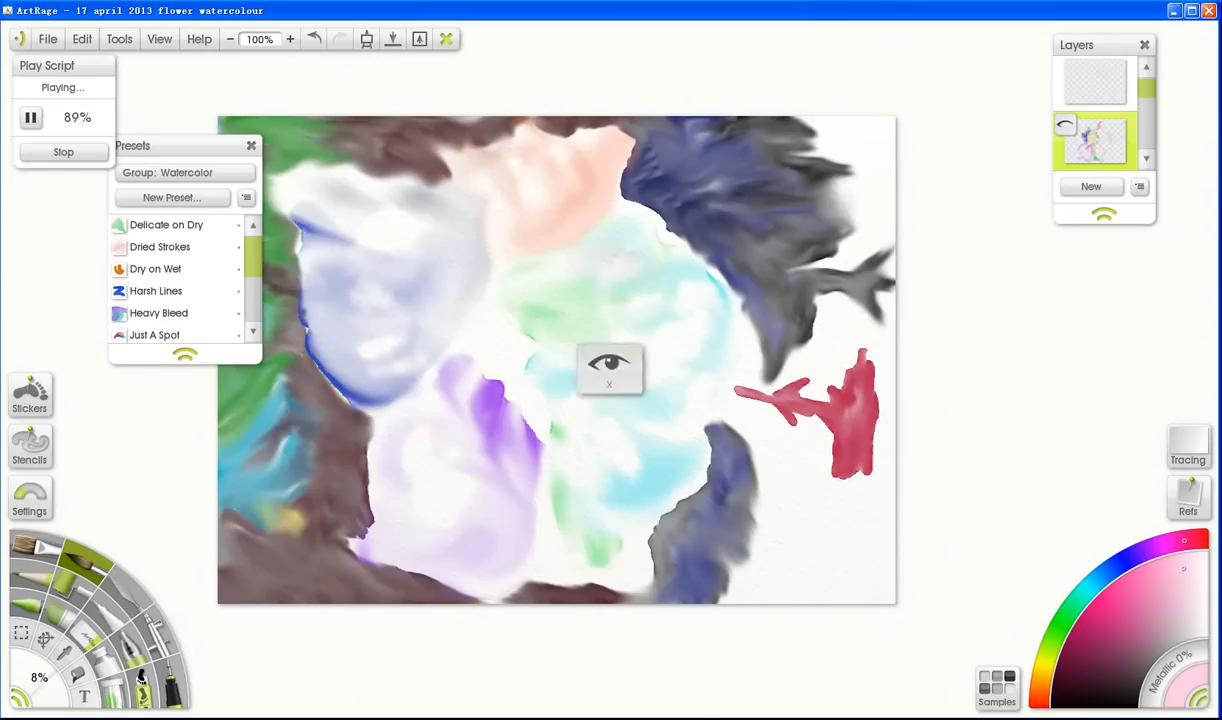 ArtRage - 17 april 2013 flower watercolour
File Edit Tools View Help 100%
Play Script
Playing...
89%
Stop
Presets
Group: Watercolor
New Preset...
Delicate on Dry
Dried Strokes
Dry on Wet
Harsh Lines
Heavy Bleed
Just A Spot
X
Layers
New
Stickers
Stencils
Settings
8%
T
Tracing
Refs
Metallic 0%
Samples